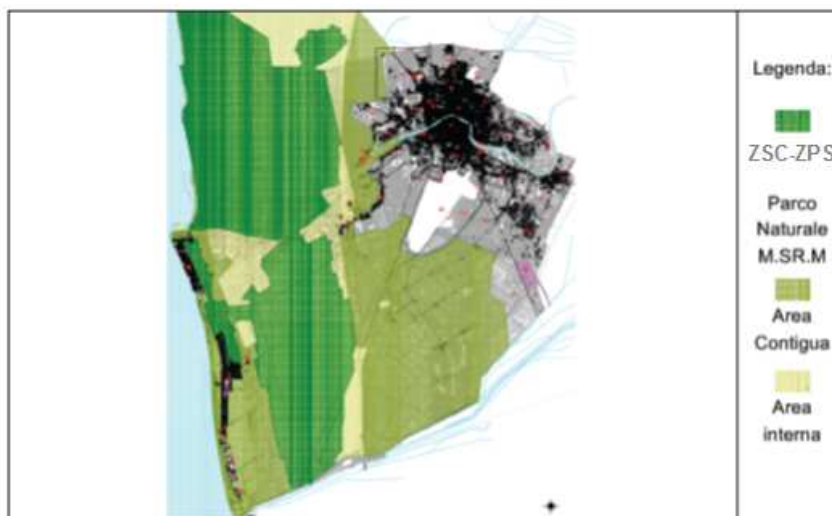 Legenda:
ZSC-ZPS
Parco
Naturale
M.SR.M
Area
Contigua
Area
interna